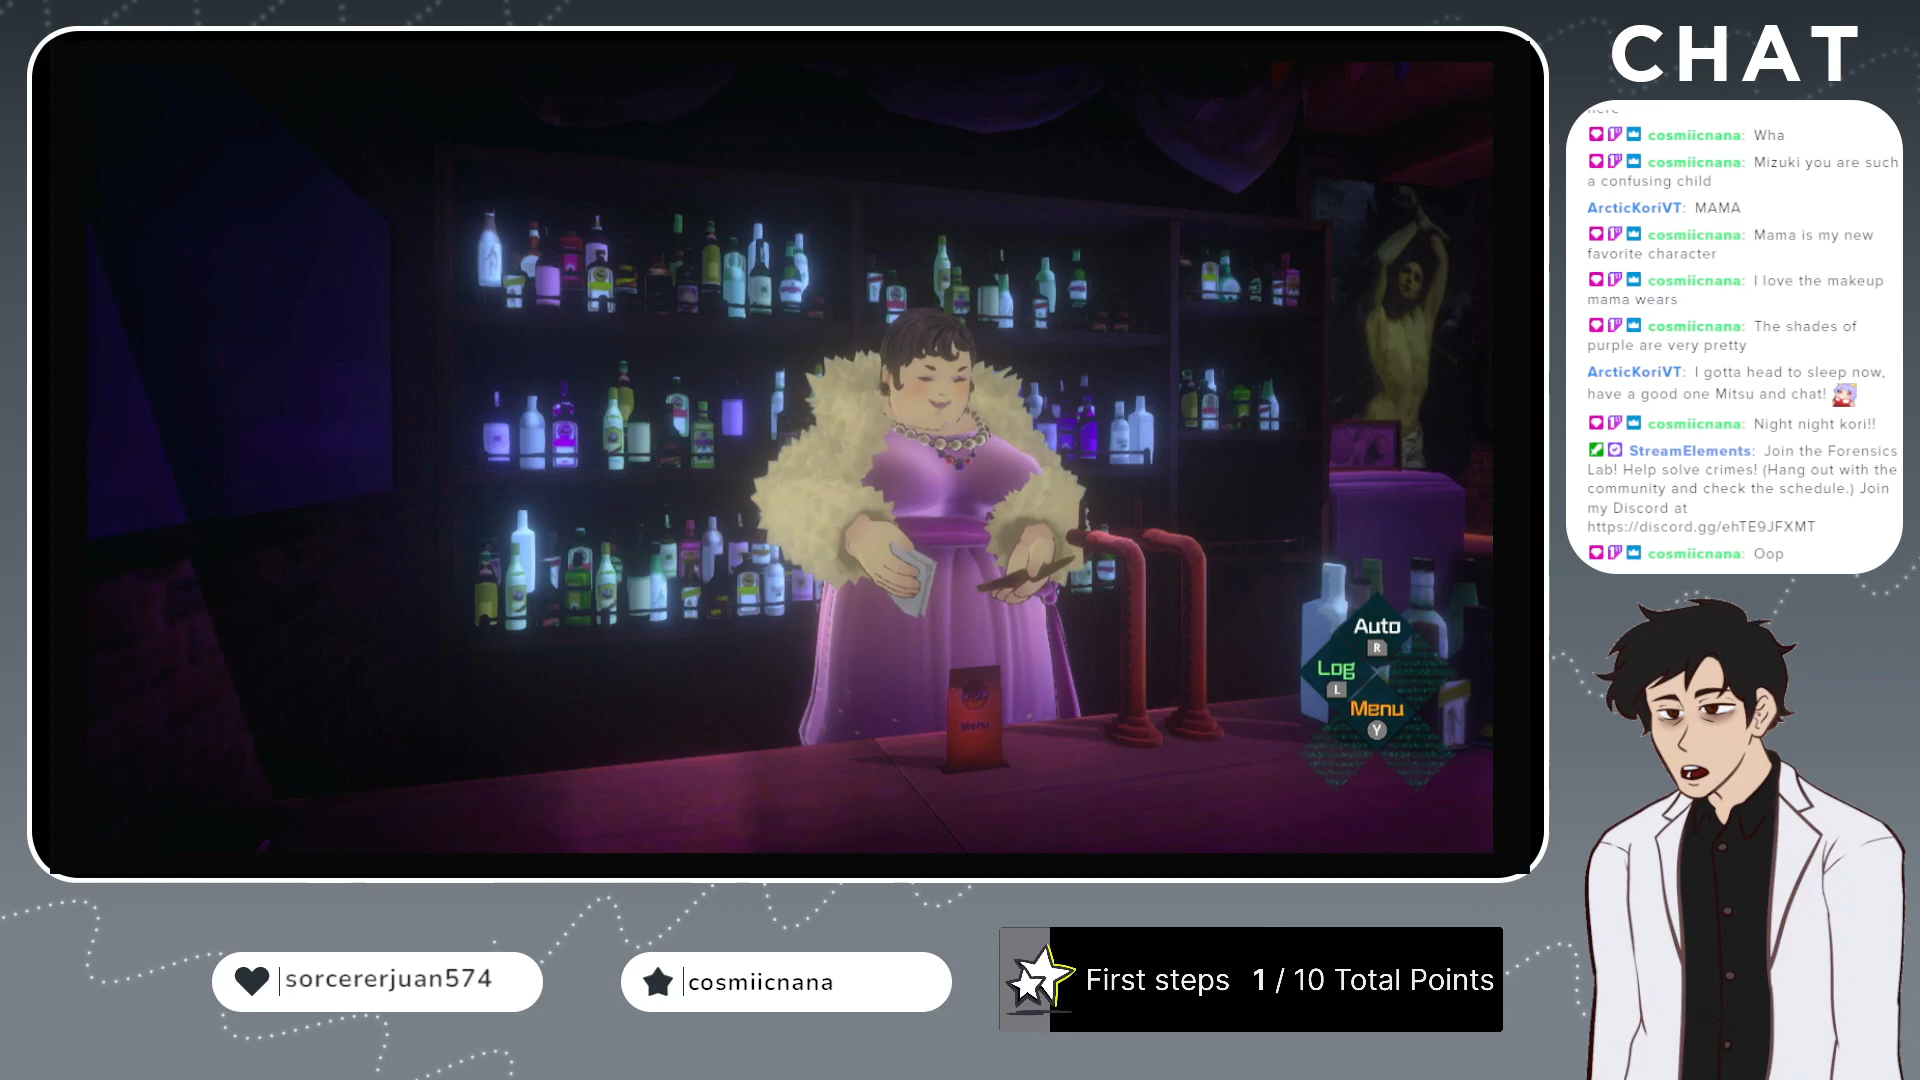 CHAT
cosmiicnana: Wha
cosmiicnana: Mizuki you are such
a confusing child
ArcticKoriVT: MAMA
cosmiicnana: Mama is my new
favorite character
cosmiicnana: I love the makeup
mama wears
cosmiicnana: The shades of
purple are very pretty
ArcticKoriVT: I gotta head to sleep now,
have a good one Mitsu and chat!
cosmiicnana: Night night kori!!
StreamElements: Join the Forensics
Lab! Help solve crimes! (Hang out with the
community and check the schedule.) Join
my Discord at
https://discord.gg/ehTE9JFXMT
cosmiicnana: Oop
Auto
R
Log
L
Menu
Y
Menu
sorcererjuan574
cosmiicnana
First steps 1 / 10 Total Points